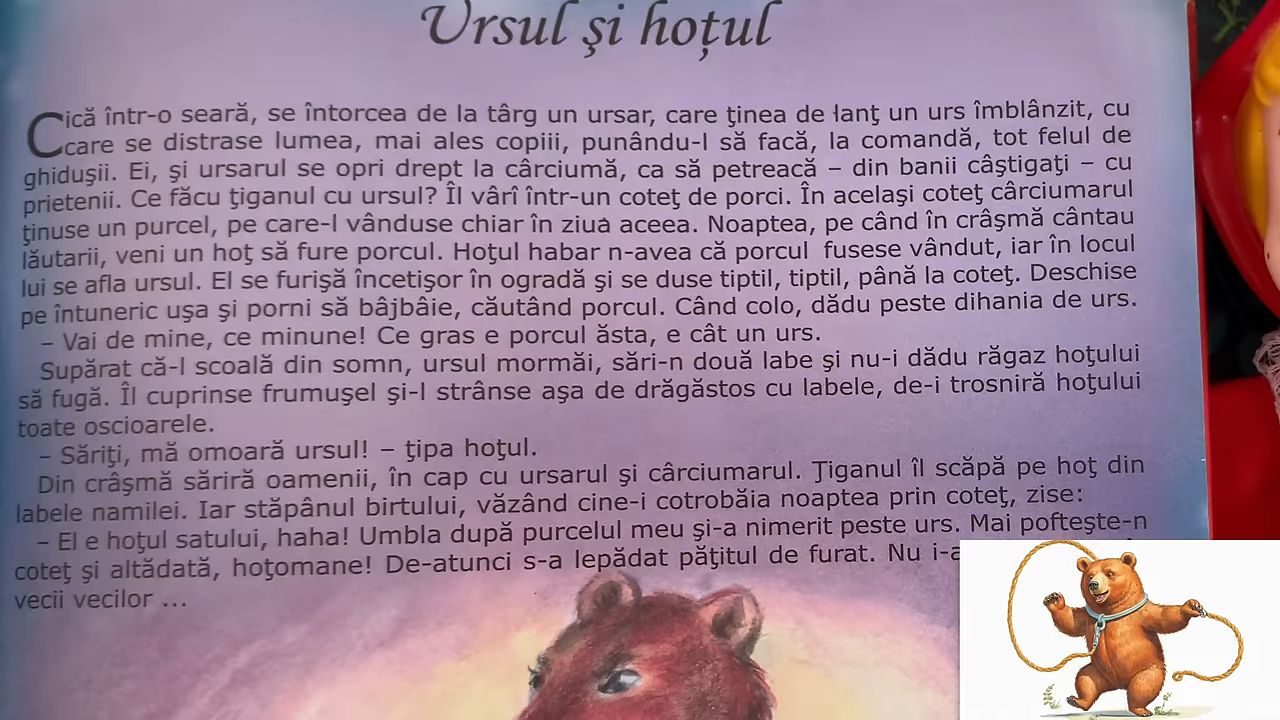 Ursul şi hoțul
Cică într-o seară, se întorcea de la târg un ursar, care ţinea de lanţ un urs îmblânzit, cu
care se distrase lumea, mai ales copiii, punându-l să facă, la comandă, tot felul de
ghiduşii. Ei, şi ursarul se opri drept la cârciumă, ca să petreacă – din banii câştigaţi – cu
prietenii. Ce făcu ţiganul cu ursul? Îl vârî într-un coteţ de porci. În acelaşi coteţ cârciumarul
ţinuse un purcel, pe care-l vânduse chiar în ziua aceea. Noaptea, pe când în crâşmă cântau
lăutarii, veni un hoţ să fure porcul. Hoţul habar n-avea că porcul fusese vândut, iar în locul
lui se afla ursul. El se furişă încetişor în ogradă şi se duse tiptil, tiptil, până la coteţ. Deschise
pe întuneric uşa şi porni să bâjbâie, căutând porcul. Când colo, dădu peste dihania de urs.
– Vai de mine, ce minune! Ce gras e porcul ăsta, e cât un urs.
Supărat că-l scoală din somn, ursul mormăi, sări-n două labe şi nu-i dădu răgaz hoţului
să fugă. Îl cuprinse frumuşel şi-l strânse aşa de drăgăstos cu labele, de-i trosniră hoţului
toate oscioarele.
– Săriţi, mă omoară ursul! – ţipa hoţul.
Din crâşmă săriră oamenii, în cap cu ursarul şi cârciumarul. Ţiganul îl scăpă pe hoţ din
labele namilei. Iar stăpânul birtului, văzând cine-i cotrobăia noaptea prin coteţ, zise:
– El e hoţul satului, haha! Umbla după purcelul meu şi-a nimerit peste urs. Mai pofteşte-n
coteţ şi altădată, hoţomane! De-atunci s-a lepădat păţitul de furat. Nu
vecii vecilor ...